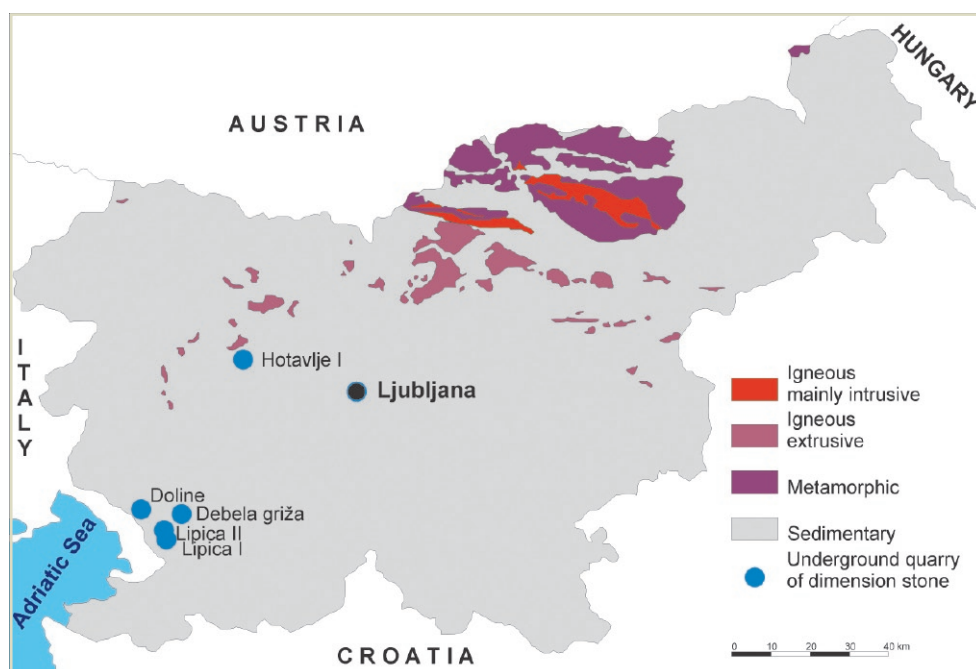 HUNGARY
AUSTRIA
ITALY
Hotavlje I
Ljubljana
Doline
Debela griža
Lipica II
Lipica I
Adriatic Sea
CROATIA
Igneous
mainly intrusive
Igneous
extrusive
Metamorphic
Sedimentary
Underground quarry
of dimension stone
0 10 20 30 40 km